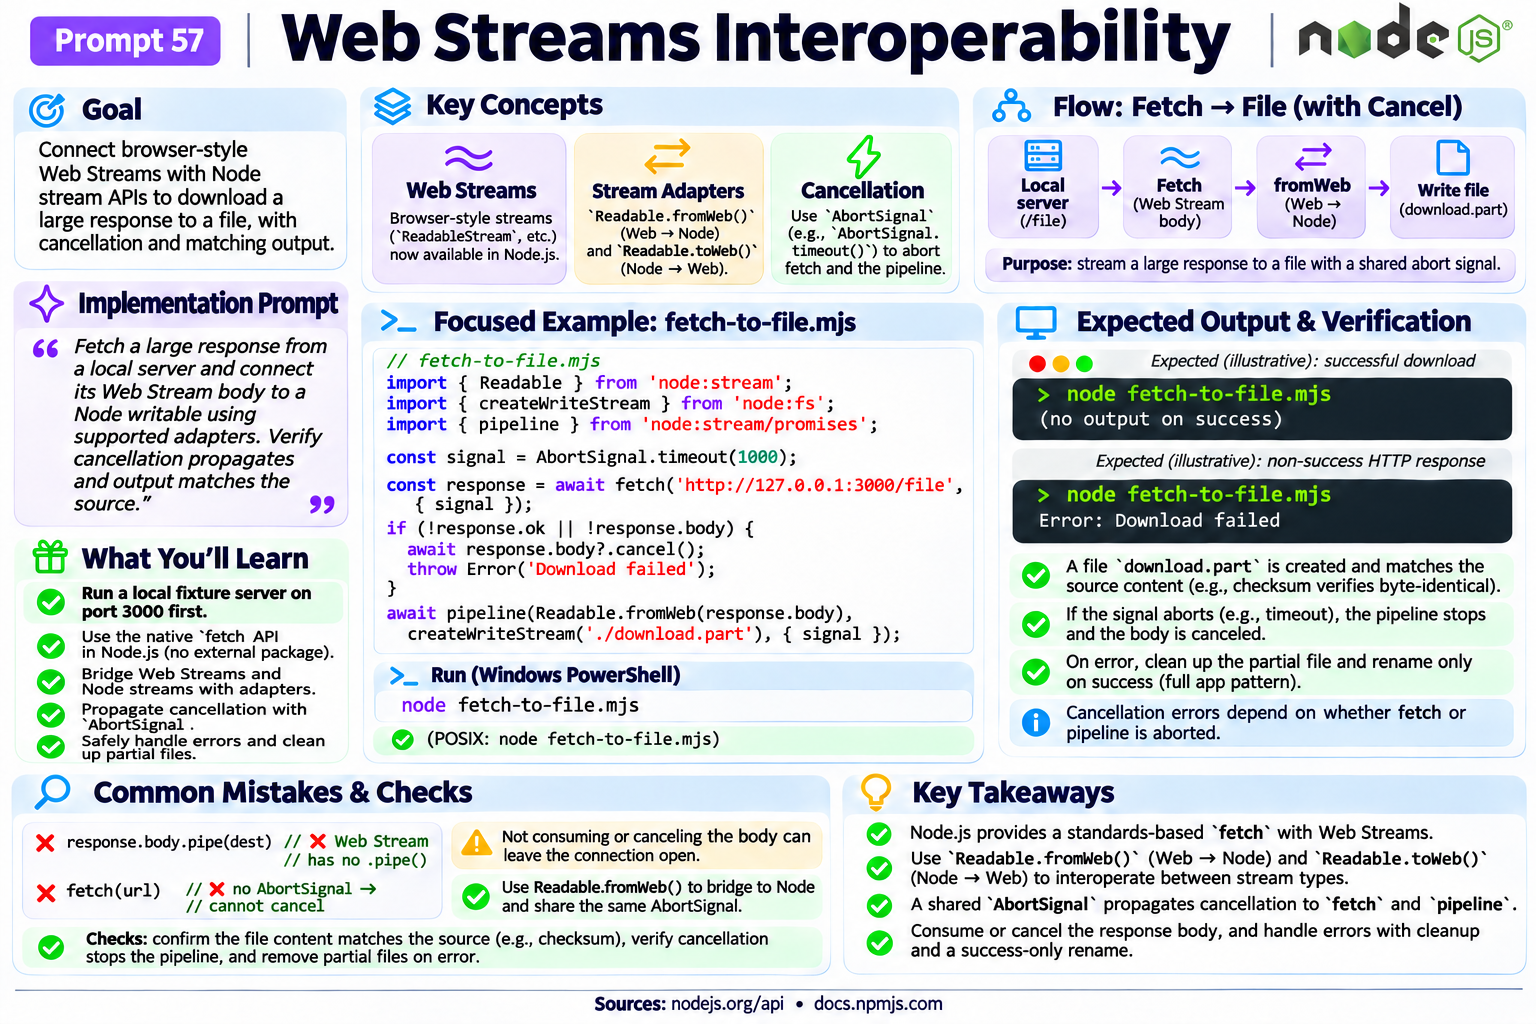 Prompt 57
Web Streams Interoperability
node JS ®
Goal
Connect browser-style
Web Streams with Node
stream APIs to download a
large response to a file, with
cancellation and matching output.
Implementation Prompt
“ Fetch a large response from
a local server and connect
its Web Stream body to a
Node writable using
supported adapters. Verify
cancellation propagates
and output matches the
source.” ”
What You’ll Learn
Run a local fixture server on
port 3000 first.
Use the native `fetch API
in Node.js (no external package).
Bridge Web Streams and
Node streams with adapters.
Propagate cancellation with
`AbortSignal .
Safely handle errors and clean
up partial files.
Key Concepts
Web Streams
Browser-style streams
(`ReadableStream`, etc.)
now available in Node.js.
Stream Adapters
`Readable.fromWeb()`
(Web → Node)
and `Readable.toWeb()`
(Node → Web).
Cancellation
Use `AbortSignal`
(e.g., `AbortSignal.
timeout()`) to abort
fetch and the pipeline.
Flow: Fetch → File (with Cancel)
Local
server
(/file)
Fetch
(Web Stream
body)
fromWeb
(Web →
Node)
Write file
(download.part)
Purpose: stream a large response to a file with a shared abort signal.
Focused Example: fetch-to-file.mjs
// fetch-to-file.mjs
import { Readable } from 'node:stream';
import { createWriteStream } from 'node:fs';
import { pipeline } from 'node:stream/promises';
const signal = AbortSignal.timeout(1000);
const response = await fetch('http://127.0.0.1:3000/file',
{ signal });
if (!response.ok || !response.body) {
await response.body?.cancel();
throw Error('Download failed');
}
await pipeline(Readable.fromWeb(response.body),
createWriteStream('./download.part'), { signal });
Run (Windows PowerShell)
node fetch-to-file.mjs
(POSIX: node fetch-to-file.mjs)
Expected Output & Verification
Expected (illustrative): successful download
> node fetch-to-file.mjs
(no output on success)
Expected (illustrative): non-success HTTP response
> node fetch-to-file.mjs
Error: Download failed
A file `download.part` is created and matches the
source content (e.g., checksum verifies byte-identical).
If the signal aborts (e.g., timeout), the pipeline stops
and the body is canceled.
On error, clean up the partial file and rename only
on success (full app pattern).
Cancellation errors depend on whether fetch or
pipeline is aborted.
Common Mistakes & Checks
response.body.pipe(dest) // ❌ Web Stream
// has no .pipe()
fetch(url) // ❌ no AbortSignal →
// cannot cancel
Not consuming or canceling the body can
leave the connection open.
Use Readable.fromWeb() to bridge to Node
and share the same AbortSignal.
Checks: confirm the file content matches the source (e.g., checksum), verify cancellation
stops the pipeline, and remove partial files on error.
Key Takeaways
Node.js provides a standards-based `fetch` with Web Streams.
Use `Readable.fromWeb()` (Web → Node) and `Readable.toWeb()`
(Node → Web) to interoperate between stream types.
A shared `AbortSignal` propagates cancellation to `fetch` and `pipeline`.
Consume or cancel the response body, and handle errors with cleanup
and a success-only rename.
Sources: nodejs.org/api • docs.npmjs.com